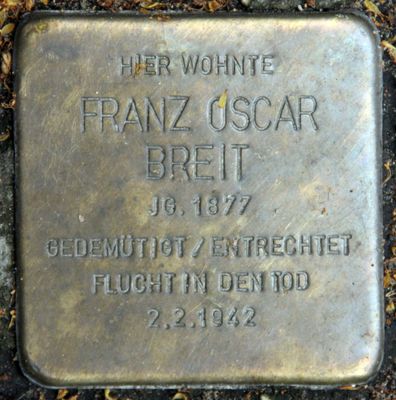 HIER WOHNTE
FRANZ OSCAR
BREIT
JG. 1877
GEDEMÜTIGT / ENTRECHTET
FLUCHT IN DEN TOD
2.2.1942